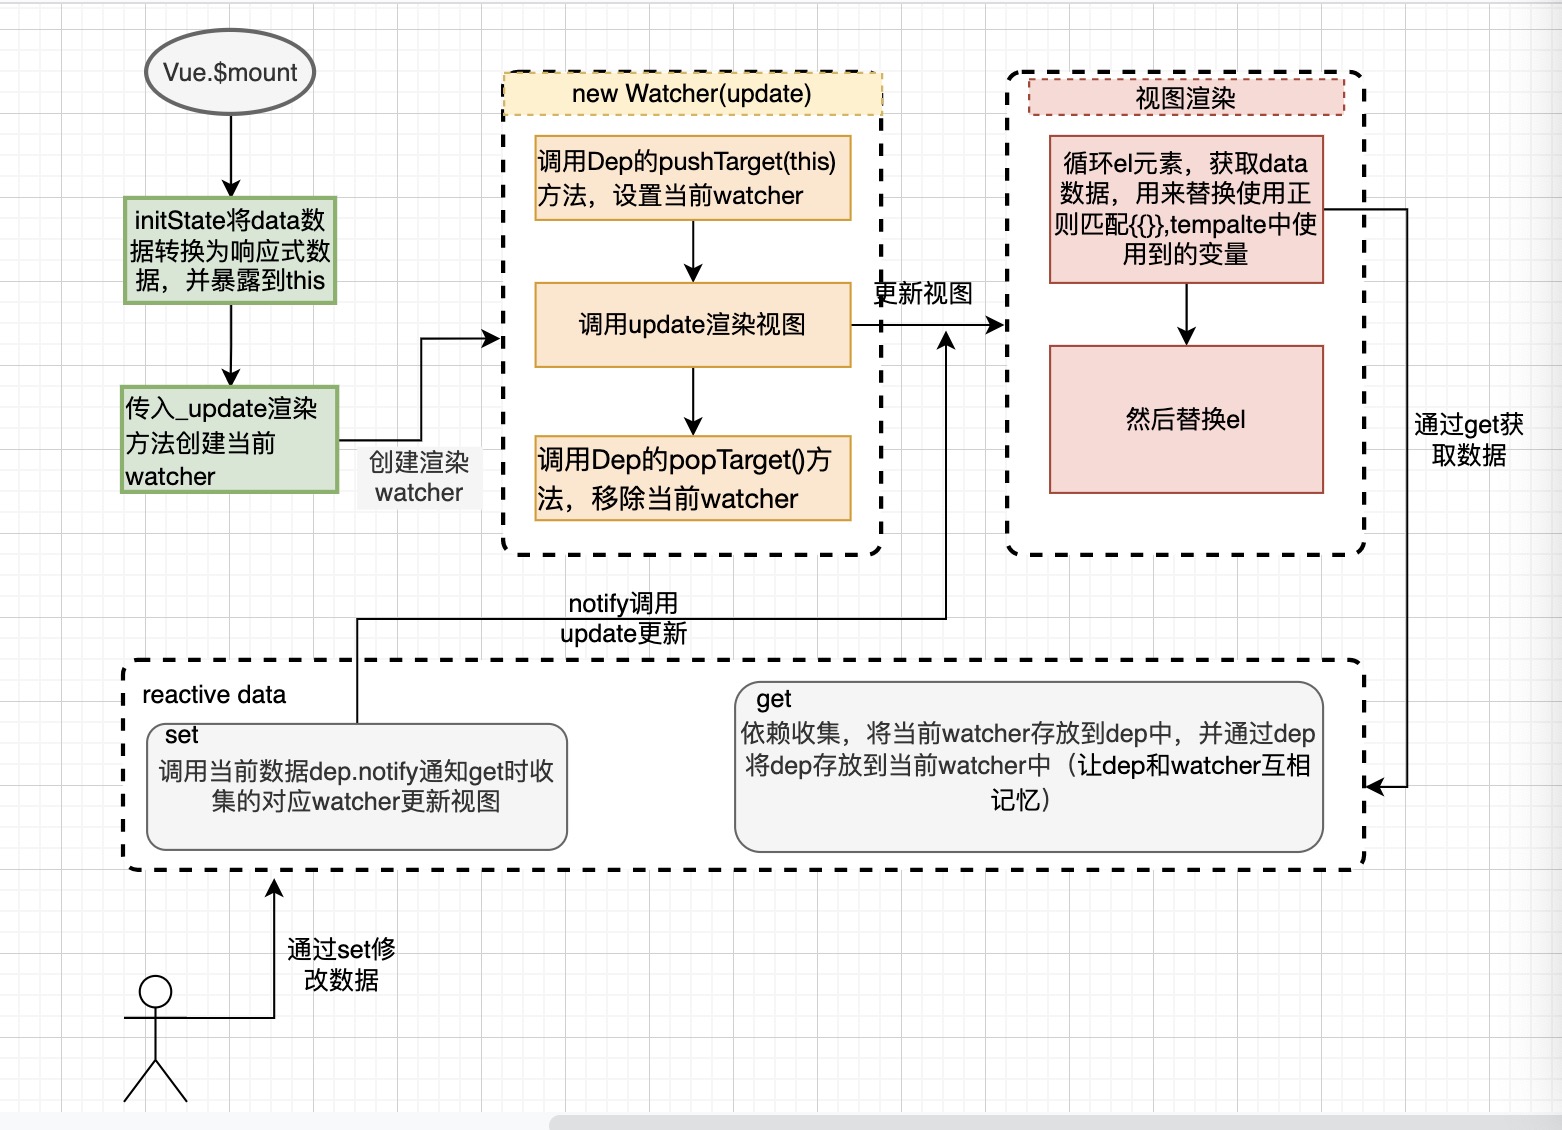 Vue.$mount
initState将data数
据转换为响应式数
据，并暴露到this
传入_update渲染
方法创建当前
watcher
创建渲染
watcher
new Watcher(update)
调用Dep的pushTarget(this)
方法，设置当前watcher
调用update渲染视图
调用Dep的popTarget()方
法，移除当前watcher
更新视图
视图渲染
循环el元素，获取data
数据，用来替换使用正
则匹配{{}},tempalte中使
用到的变量
然后替换el
通过get获
取数据
notify调用
update更新
reactive data
set
调用当前数据dep.notify通知get时收
集的对应watcher更新视图
get
依赖收集，将当前watcher存放到dep中，并通过dep
将dep存放到当前watcher中（让dep和watcher互相
记忆）
通过set修
改数据